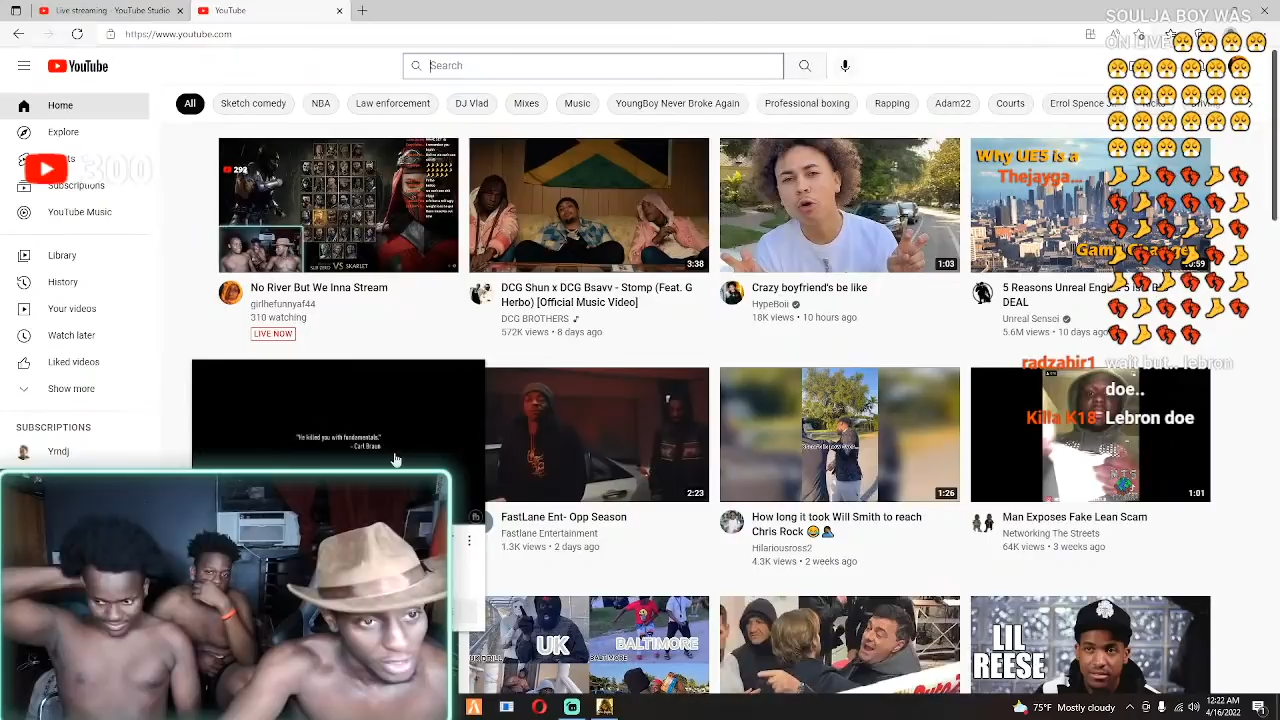 Live streaming - YouTube Studio
YouTube
https://www.youtube.com
YouTube
Search
SOULJA BOY WAS
ON LIVE
Home
Explore
Subscriptions
YouTube Music
Library
History
Your videos
Watch later
Liked videos
Show more
SUBSCRIPTIONS
Yrndj
300
All
Sketch comedy
NBA
Law enforcement
DJ Vlad
Mixes
Music
YoungBoy Never Broke Again
Professional boxing
Rapping
Adam22
Courts
292
SUB-ZERO VS SKARLET
No River But We Inna Stream
girlhefunnyaf44
310 watching
LIVE NOW
3:38
DCG Shun x DCG Bsavv - Stomp (Feat. G
Herbo) [Official Music Video]
DCG BROTHERS
572K views • 8 days ago
1:03
Crazy boyfriend's be like
HypeBoii
18K views • 10 hours ago
Why UE5 is a
Thejayga...
DEAL
Unreal Sensei
5.6M views • 10 days ago
radzahir1 wait but.. lebron
doe..
Killa K18 Lebron doe
"He killed you with fundamentals."
- Carl Braun
2:23
FastLane Ent- Opp Season
Fastlane Entertainment
1.3K views • 2 days ago
1:26
How long it took Will Smith to reach
Chris Rock
Hilariousross2
4.3K views • 2 weeks ago
1:01
Man Exposes Fake Lean Scam
Networking The Streets
64K views • 3 weeks ago
UK
BALTIMORE
LIL
REESE
75°F Mostly cloudy
12:22 AM
4/16/2022